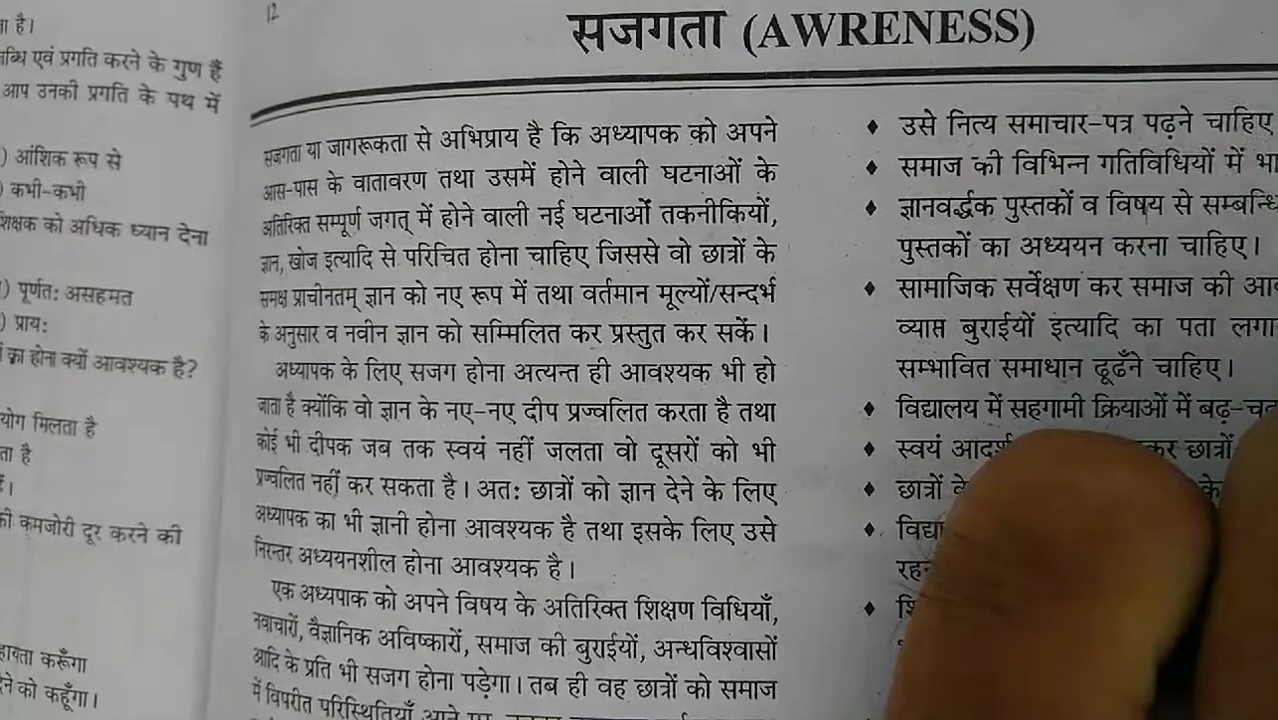 ता है।
एवं प्रगति करने के गुण हैं
आप उनकी प्रगति के पथ में
) आंशिक रूप से
) कभी-कभी
शिक्षक को अधिक ध्यान देना
) पूर्णत: असहमत
) प्राय:
का होना क्यों आवश्यक है?
योग मिलता है
ता है
की कमजोरी दूर करने की
करूँगा
को कहूँगा।
12
सजगता (AWRENESS)
सजगता या जागरूकता से अभिप्राय है कि अध्यापक को अपने
आस-पास के वातावरण तथा उसमें होने वाली घटनाओं के
अतिरिक्त सम्पूर्ण जगत् में होने वाली नई घटनाओं तकनीकियों,
ज्ञान, खोज इत्यादि से परिचित होना चाहिए जिससे वो छात्रों के
समक्ष प्राचीनतम् ज्ञान को नए रूप में तथा वर्तमान मूल्यों/सन्दर्भ
के अनुसार व नवीन ज्ञान को सम्मिलित कर प्रस्तुत कर सकें।
अध्यापक के लिए सजग होना अत्यन्त ही आवश्यक भी हो
जाता है क्योंकि वो ज्ञान के नए-नए दीप प्रज्वलित करता है तथा
कोई भी दीपक जब तक स्वयं नहीं जलता वो दूसरों को भी
प्रज्वलित नहीं कर सकता है। अत: छात्रों को ज्ञान देने के लिए
अध्यापक का भी ज्ञानी होना आवश्यक है तथा इसके लिए उसे
निरन्तर अध्ययनशील होना आवश्यक है।
एक अध्यपाक को अपने विषय के अतिरिक्त शिक्षण विधियाँ,
नवाचारों, वैज्ञानिक अविष्कारों, समाज की बुराईयों, अन्धविश्वासों
आदि के प्रति भी सजग होना पड़ेगा। तब ही वह छात्रों को समाज
में विपरीत परिस्थितियाँ आने पर
♦ उसे नित्य समाचार-पत्र पढ़ने चाहिए
♦ समाज की विभिन्न गतिविधियों में
♦ ज्ञानवर्द्धक पुस्तकों व विषय से
पुस्तकों का अध्ययन करना चाहिए।
♦ सामाजिक सर्वेक्षण कर समाज की
व्याप्त बुराईयों इत्यादि का पता
सम्भावित समाधान ढूढँने चाहिए।
♦ विद्यालय में सहगामी क्रियाओं में
♦ स्वयं छात्रों
♦ छात्रों के